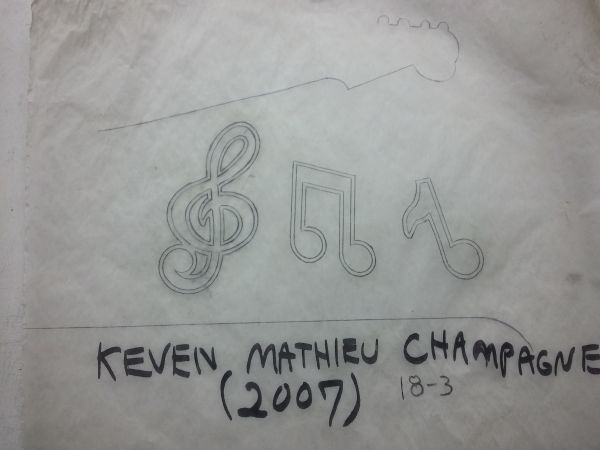 KEVEN MATHIEU CHAMPAGNE
(2007) 18-3